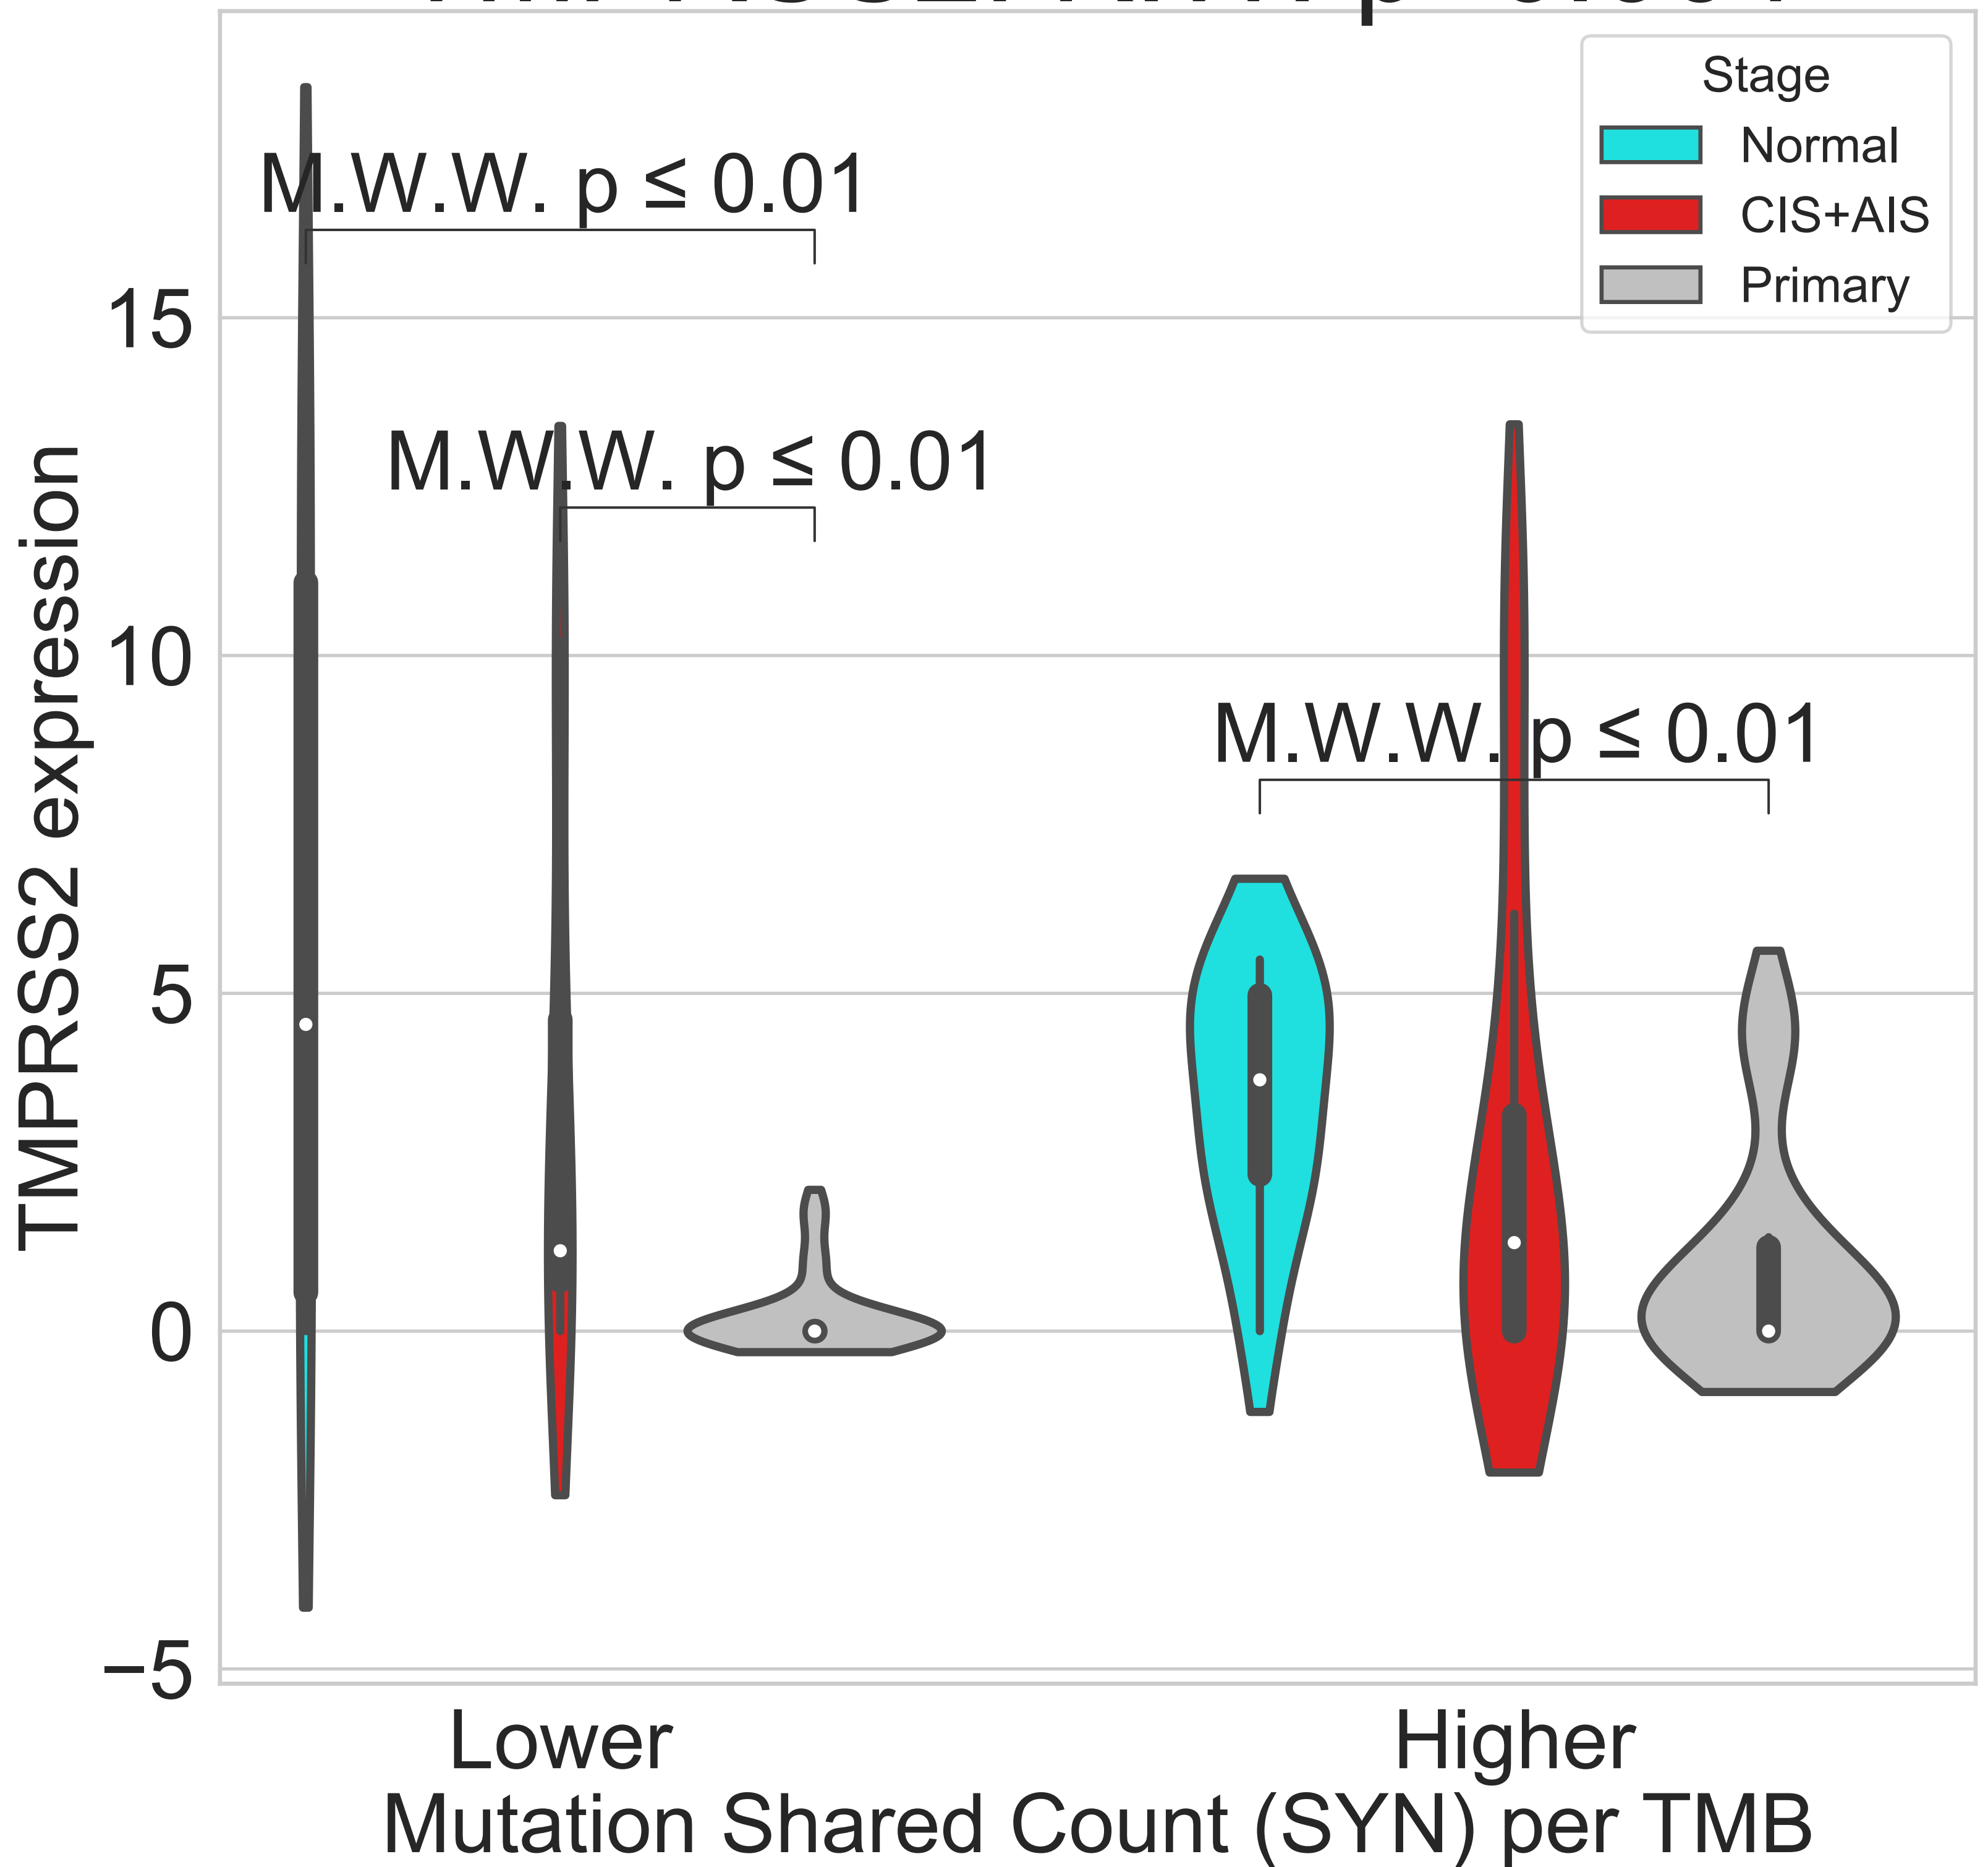 Stage
Normal
CIS+AIS
Primary
M.W.W. p ≤ 0.01
M.W.W. p ≤ 0.01
M.W.W. p ≤ 0.01
15
10
5
0
−5
TMPRSS2 expression
Lower
Higher
Mutation Shared Count (SYN) per TMB